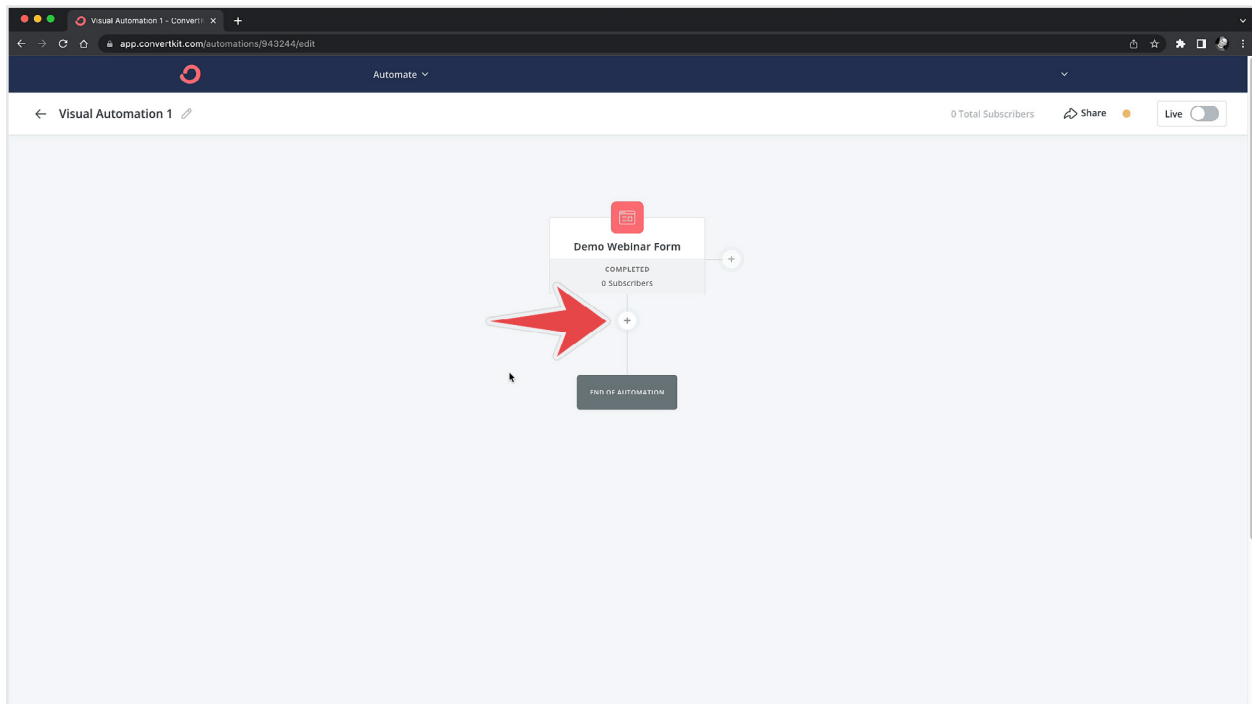 Visual Automation 1 - ConvertK
app.convertkit.com/automations/943244/edit
Automate
Visual Automation 1
0 Total Subscribers
Share
Live
Demo Webinar Form
COMPLETED
0 Subscribers
END OF AUTOMATION